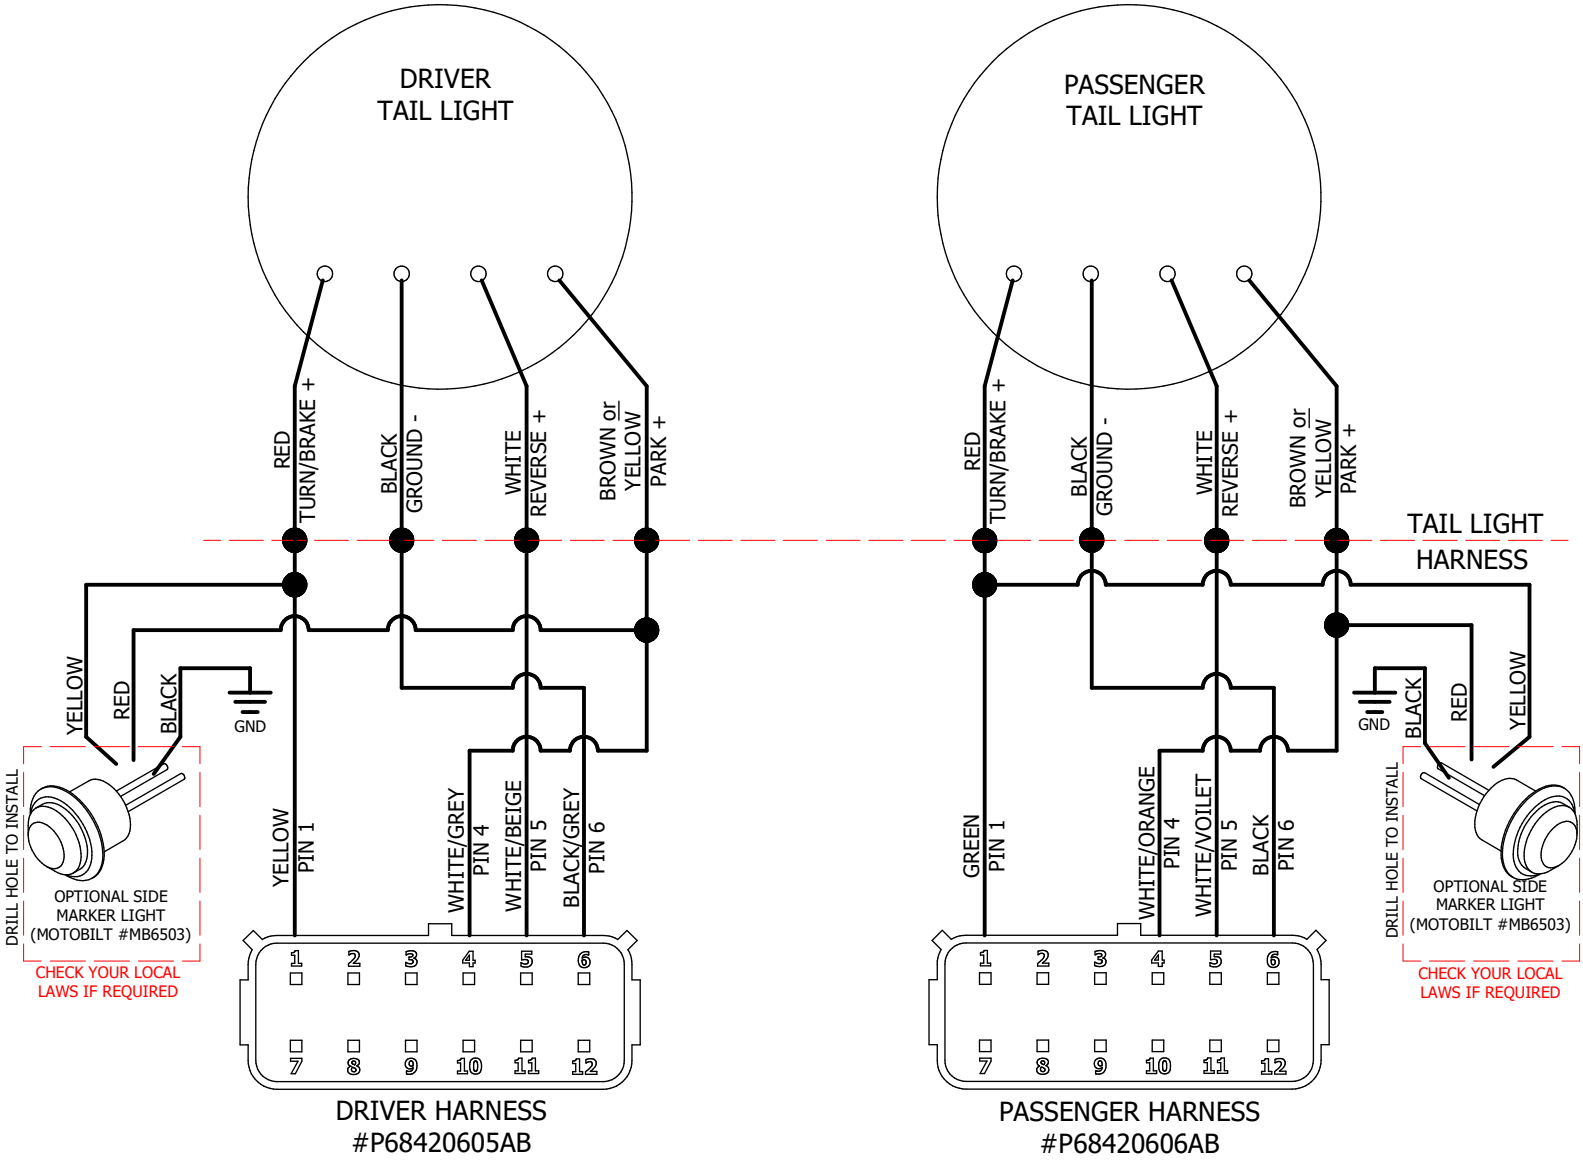 DRIVER
TAIL LIGHT
PASSENGER
TAIL LIGHT
RED
TURN/BRAKE +
BLACK
GROUND -
WHITE
REVERSE +
BROWN or
YELLOW
PARK +
RED
TURN/BRAKE +
BLACK
GROUND -
WHITE
REVERSE +
BROWN or
YELLOW
PARK +
TAIL LIGHT
HARNESS
YELLOW
RED
BLACK
GND
GND
BLACK
RED
YELLOW
DRILL HOLE TO INSTALL
OPTIONAL SIDE
MARKER LIGHT
(MOTOBILT #MB6503)
CHECK YOUR LOCAL
LAWS IF REQUIRED
YELLOW
PIN 1
WHITE/GREY
PIN 4
WHITE/BEIGE
PIN 5
BLACK/GREY
PIN 6
GREEN
PIN 1
WHITE/ORANGE
PIN 4
WHITE/VOILET
PIN 5
BLACK
PIN 6
DRILL HOLE TO INSTALL
OPTIONAL SIDE
MARKER LIGHT
(MOTOBILT #MB6503)
CHECK YOUR LOCAL
LAWS IF REQUIRED
1 2 3 4 5 6
7 8 9 10 11 12
DRIVER HARNESS
#P68420605AB
1 2 3 4 5 6
7 8 9 10 11 12
PASSENGER HARNESS
#P68420606AB